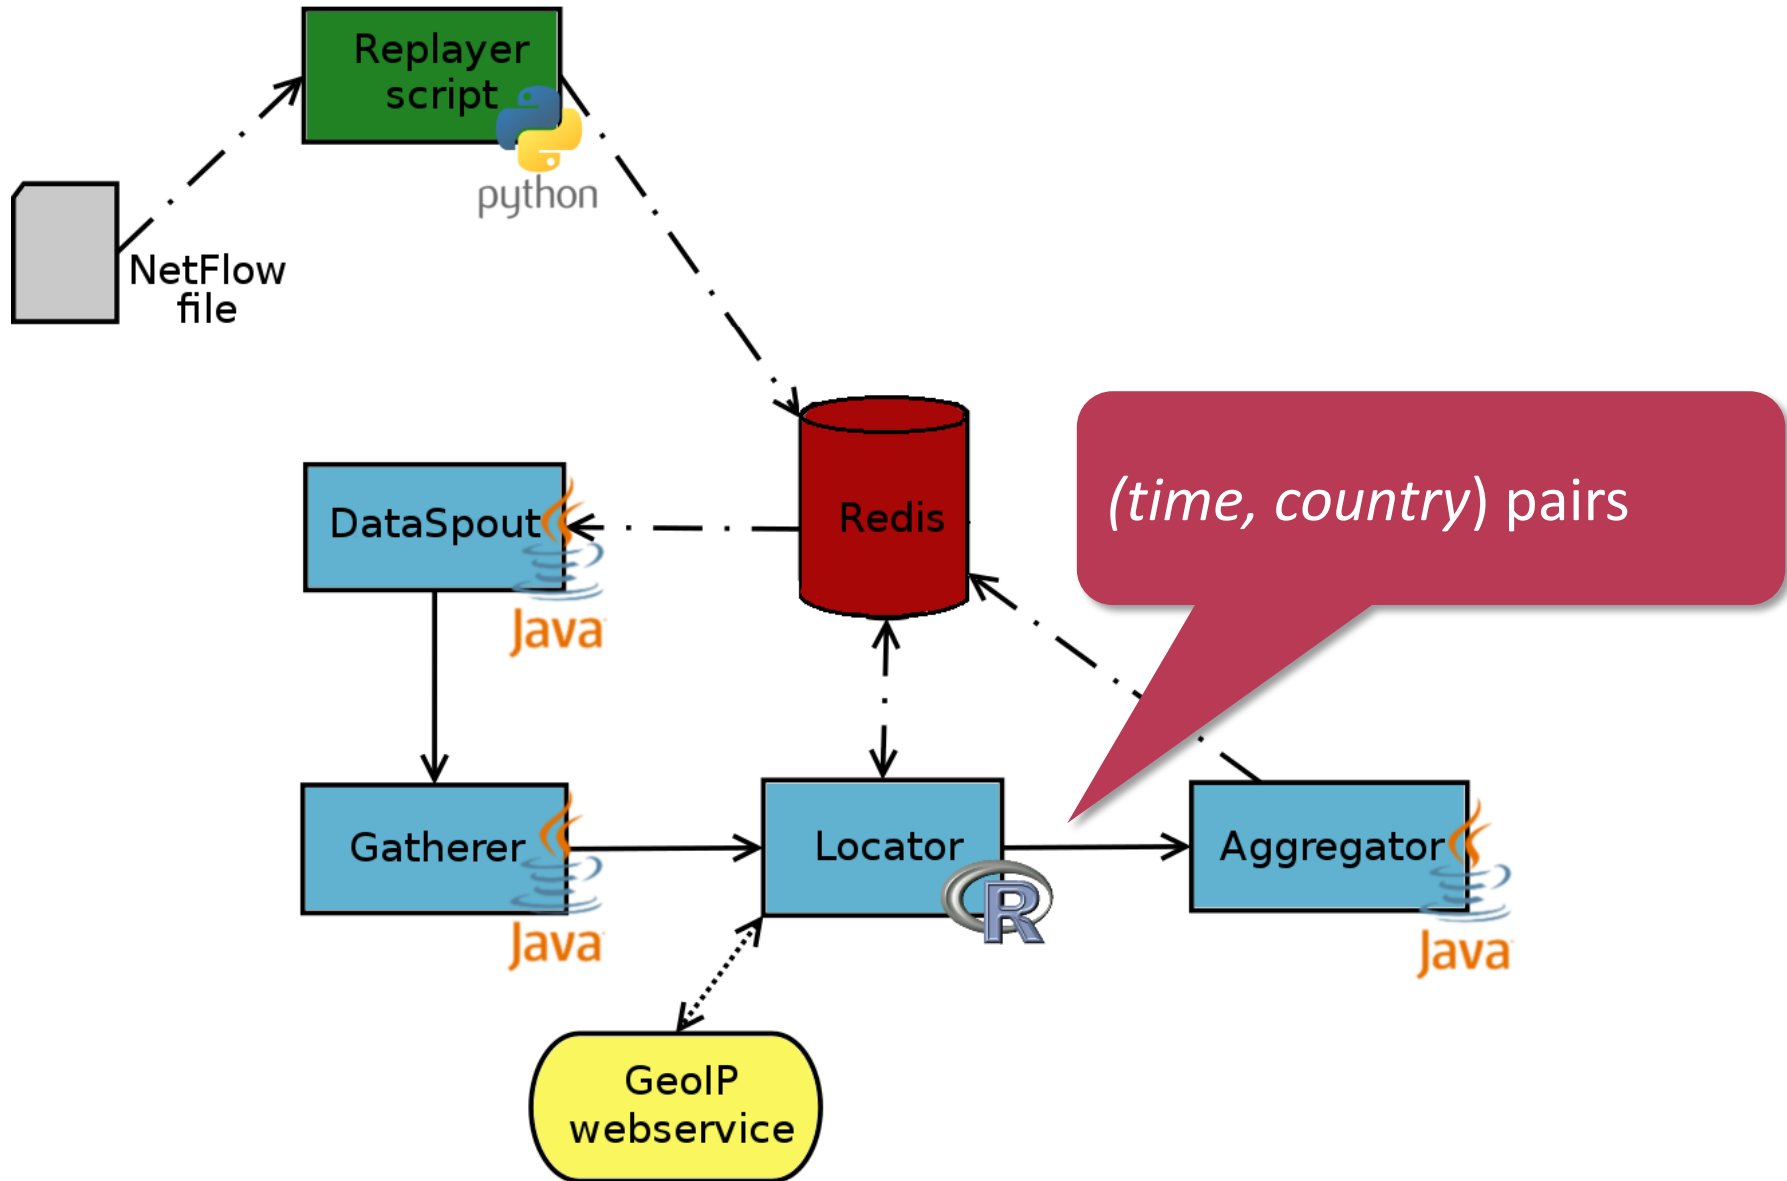 Replayer
script
python
NetFlow
file
(time, country) pairs
DataSpout
Java
Redis
Gatherer
Java
Locator
R
Aggregator
Java
GeoIP
webservice